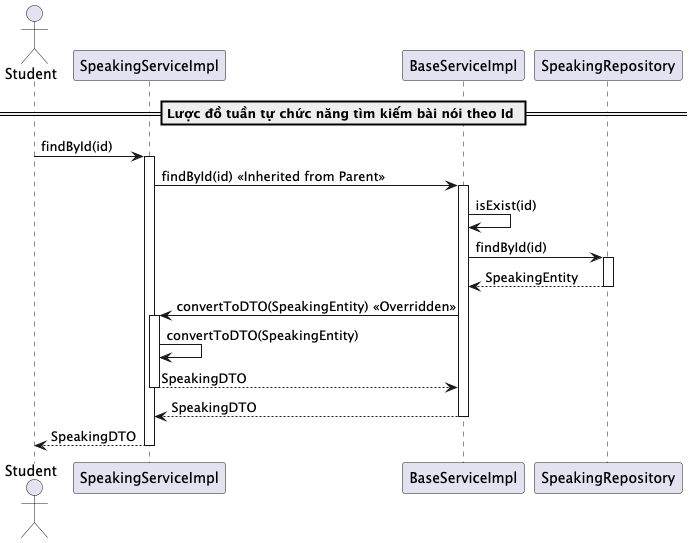 Student
SpeakingServiceImpl
BaseServiceImpl
SpeakingRepository
Lược đồ tuần tự chức năng tìm kiếm bài nói theo Id
findById(id)
findById(id) «Inherited from Parent»
isExist(id)
findById(id)
SpeakingEntity
convertToDTO(SpeakingEntity) «Overridden»
convertToDTO(SpeakingEntity)
SpeakingDTO
SpeakingDTO
SpeakingDTO
Student
SpeakingServiceImpl
BaseServiceImpl
SpeakingRepository